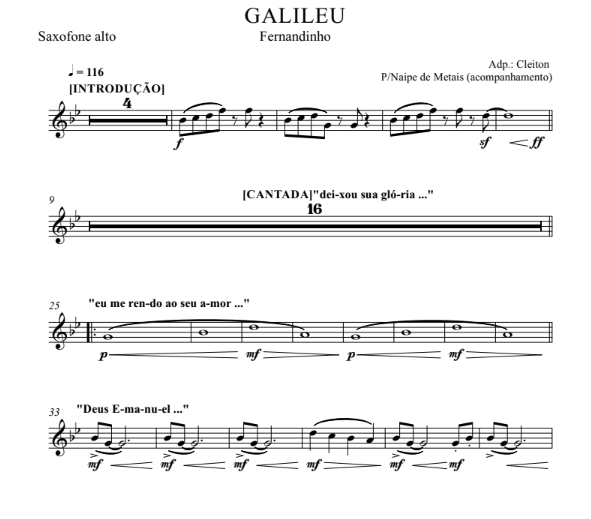 GALILEU
Saxofone alto
Fernandinho
Adp.: Cleiton
♩ = 116
P/Naipe de Metais (acompanhamento)
[INTRODUÇÃO]
4
f
sf
ff
9
[CANTADA]"dei-xou sua gló-ria ..."
16
25
"eu me ren-do ao seu a-mor ..."
p
mf
p
mf
33
"Deus E-ma-nu-el ..."
mf
mf
mf
mf
mf
mf